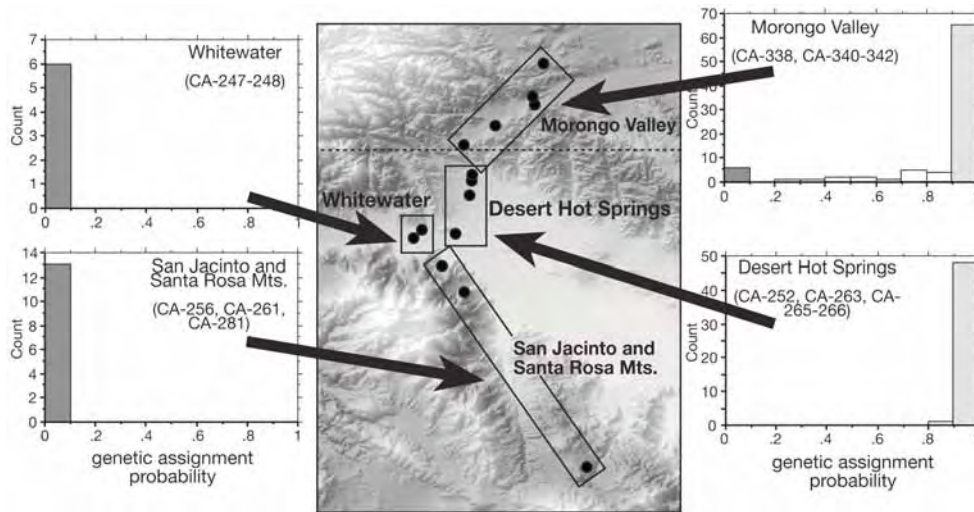 7
6
5
4
3
2
1
0
Count
0 .2 .4 .6 .8 1
Whitewater
(CA-247-248)
14
12
10
8
6
4
2
0
Count
0 .2 .4 .6 .8 1
San Jacinto and
Santa Rosa Mts.
(CA-256, CA-261,
CA-281)
genetic assignment
probability
Morongo Valley
Whitewater
Desert Hot Springs
San Jacinto and
Santa Rosa Mts.
70
60
50
40
30
20
10
0
Count
0 .2 .4 .6 .8 1
Morongo Valley
(CA-338, CA-340-342)
50
40
30
20
10
0
Count
0 .2 .4 .6 .8 1
Desert Hot Springs
(CA-252, CA-263, CA-
265-266)
genetic assignment
probability